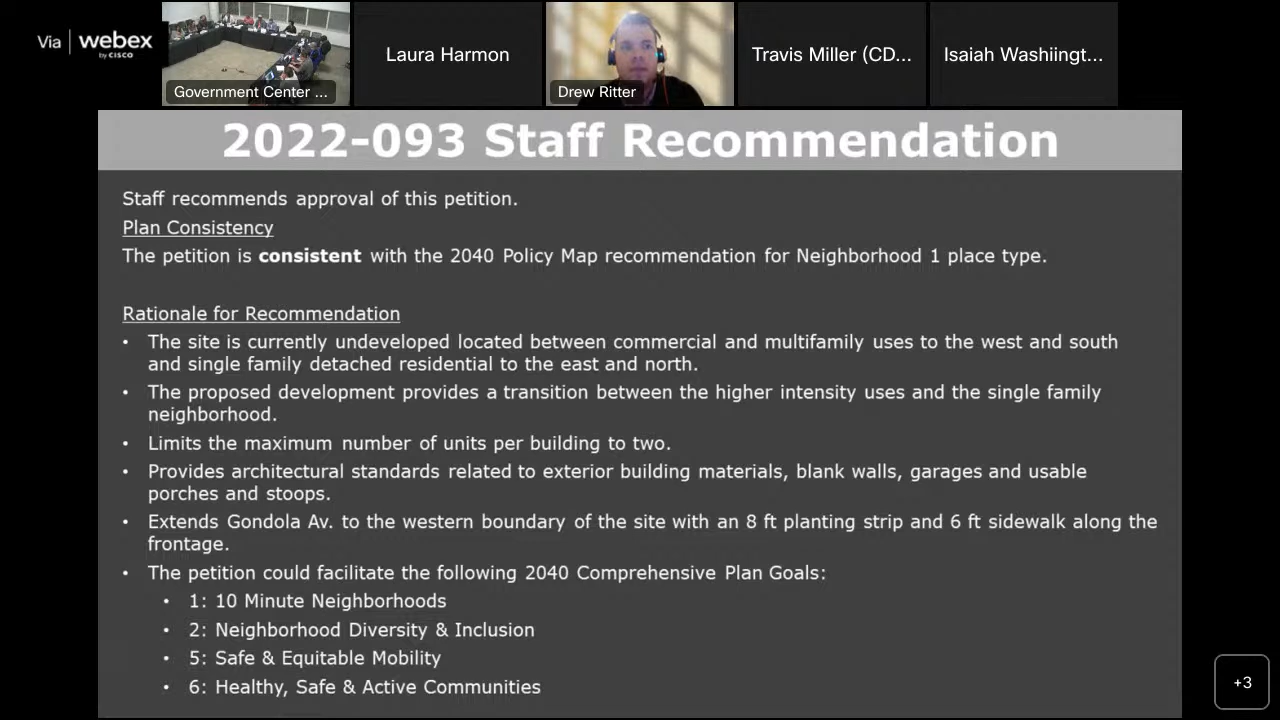 Via webex
by CISCO
Government Center ...
Laura Harmon
Drew Ritter
Travis Miller (CD...
Isaiah Washiingt...
2022-093 Staff Recommendation
Staff recommends approval of this petition.
Plan Consistency
The petition is consistent with the 2040 Policy Map recommendation for Neighborhood 1 place type.
Rationale for Recommendation
• The site is currently undeveloped located between commercial and multifamily uses to the west and south
and single family detached residential to the east and north.
• The proposed development provides a transition between the higher intensity uses and the single family
neighborhood.
• Limits the maximum number of units per building to two.
• Provides architectural standards related to exterior building materials, blank walls, garages and usable
porches and stoops.
• Extends Gondola Av. to the western boundary of the site with an 8 ft planting strip and 6 ft sidewalk along the
frontage.
• The petition could facilitate the following 2040 Comprehensive Plan Goals:
• 1: 10 Minute Neighborhoods
• 2: Neighborhood Diversity & Inclusion
• 5: Safe & Equitable Mobility
• 6: Healthy, Safe & Active Communities
+3